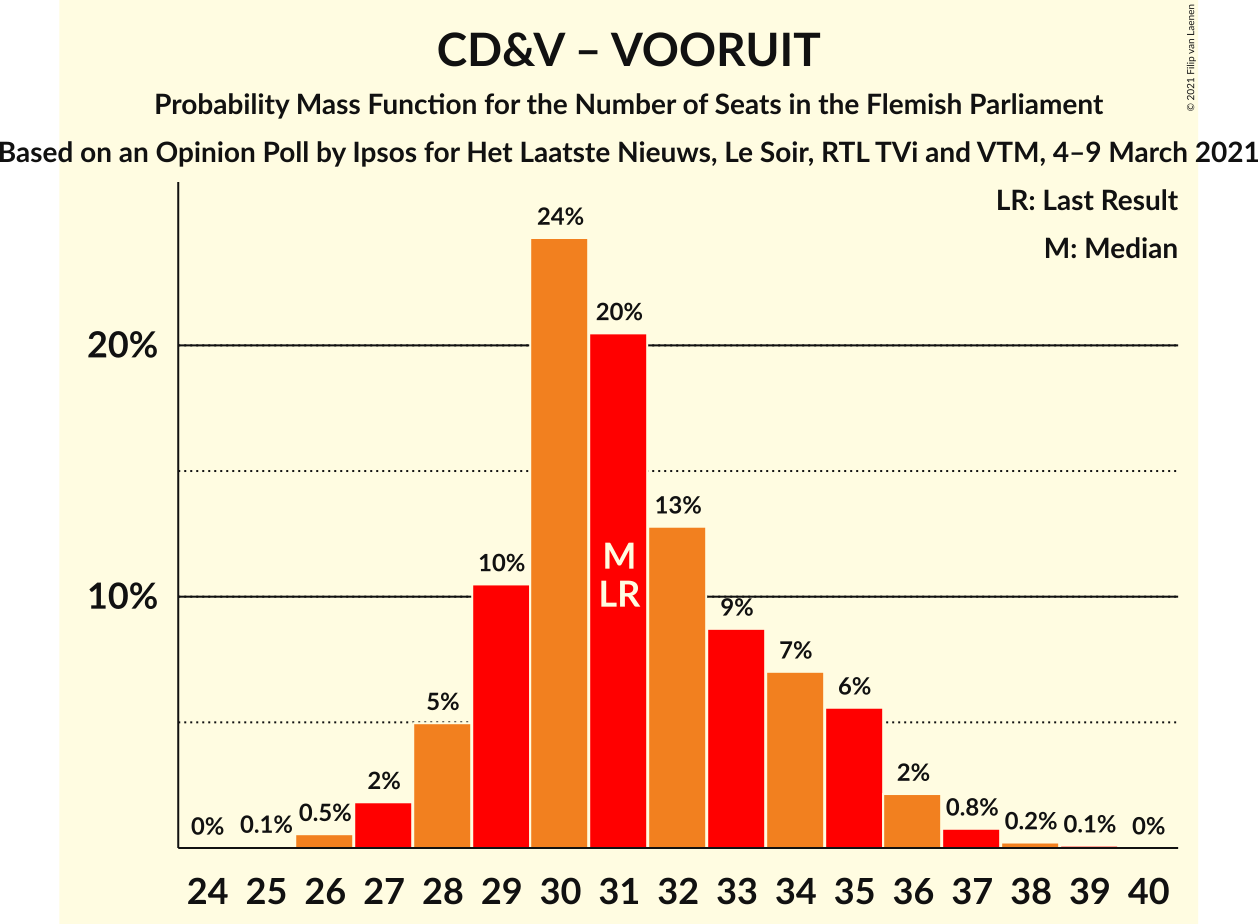 CD&V – VOORUIT
Probability Mass Function for the Number of Seats in the Flemish Parliament
Based on an Opinion Poll by Ipsos for Het Laatste Nieuws, Le Soir, RTL TVi and VTM, 4–9 March 2021
© 2021 Filip van Laenen
LR: Last Result
M: Median
24%
20%
20%
13%
10%
10%
9%
7%
6%
5%
2%
2%
0.8%
0.5%
0.2%
0.1%
0.1%
0%
0%
M
LR
24 25 26 27 28 29 30 31 32 33 34 35 36 37 38 39 40